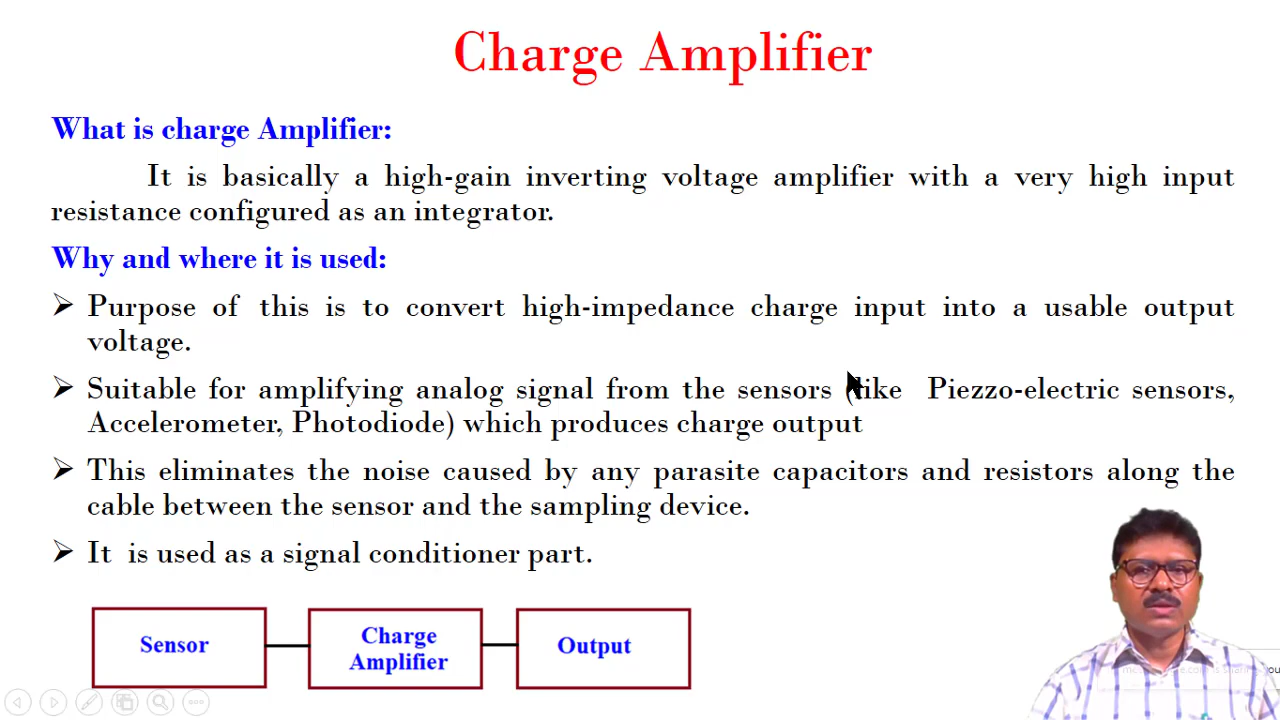 Charge Amplifier
What is charge Amplifier:
It is basically a high-gain inverting voltage amplifier with a very high input
resistance configured as an integrator.
Why and where it is used:
Purpose of this is to convert high-impedance charge input into a usable output
voltage.
Suitable for amplifying analog signal from the sensors (like Piezzo-electric sensors,
Accelerometer, Photodiode) which produces charge output
This eliminates the noise caused by any parasite capacitors and resistors along the
cable between the sensor and the sampling device.
It is used as a signal conditioner part.
Sensor
Charge
Amplifier
Output